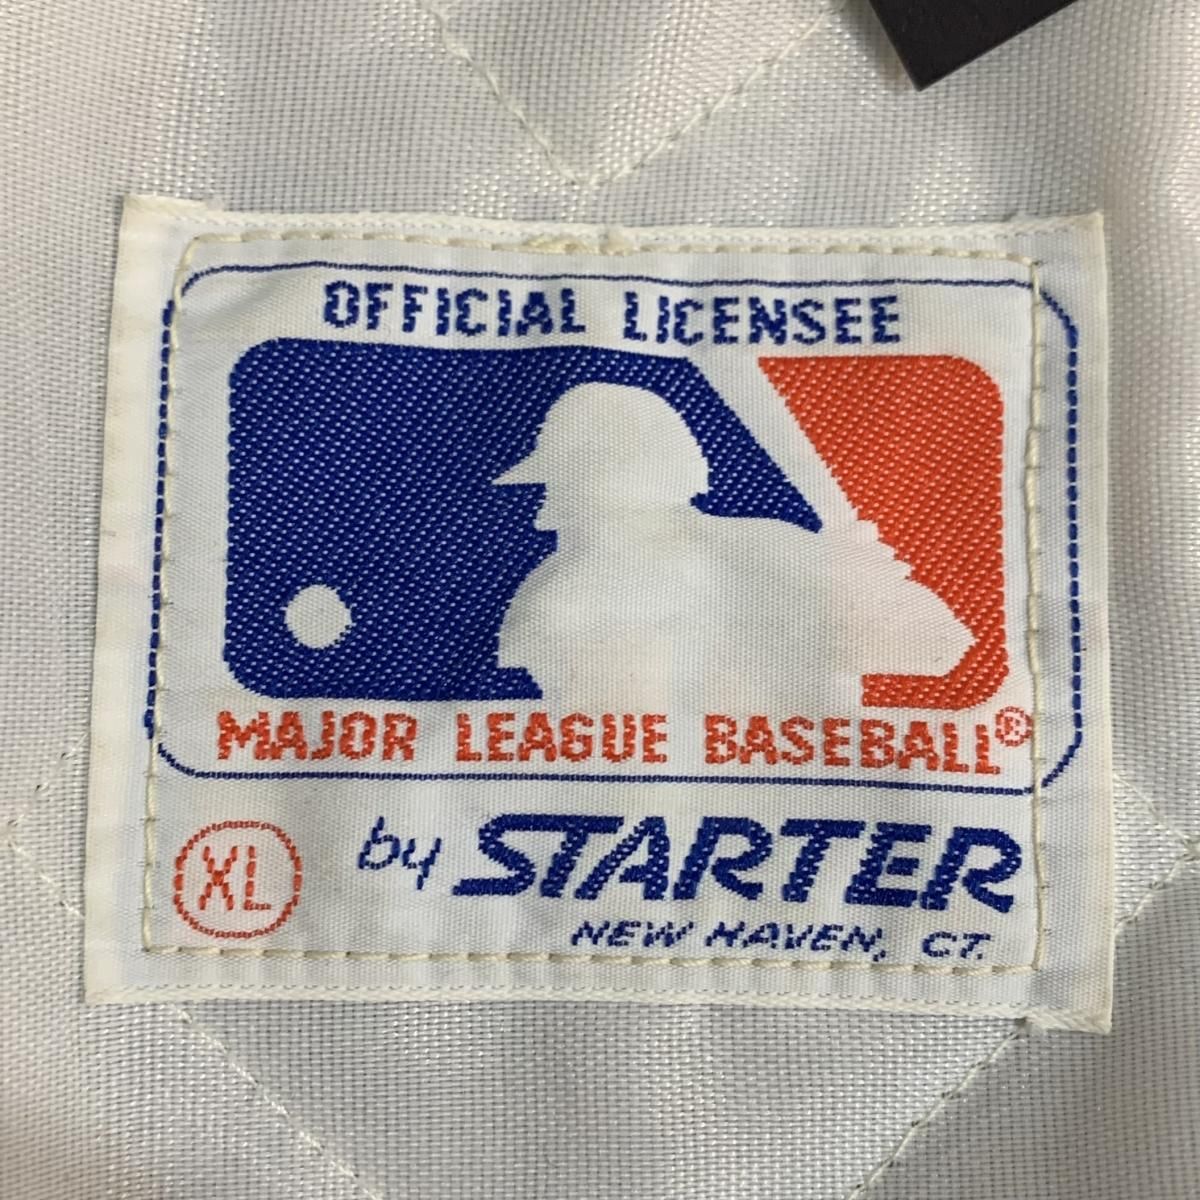 OFFICIAL LICENSEE
MAJOR LEAGUE BASEBALL®
XL
by STARTER
NEW HAVEN, CT.